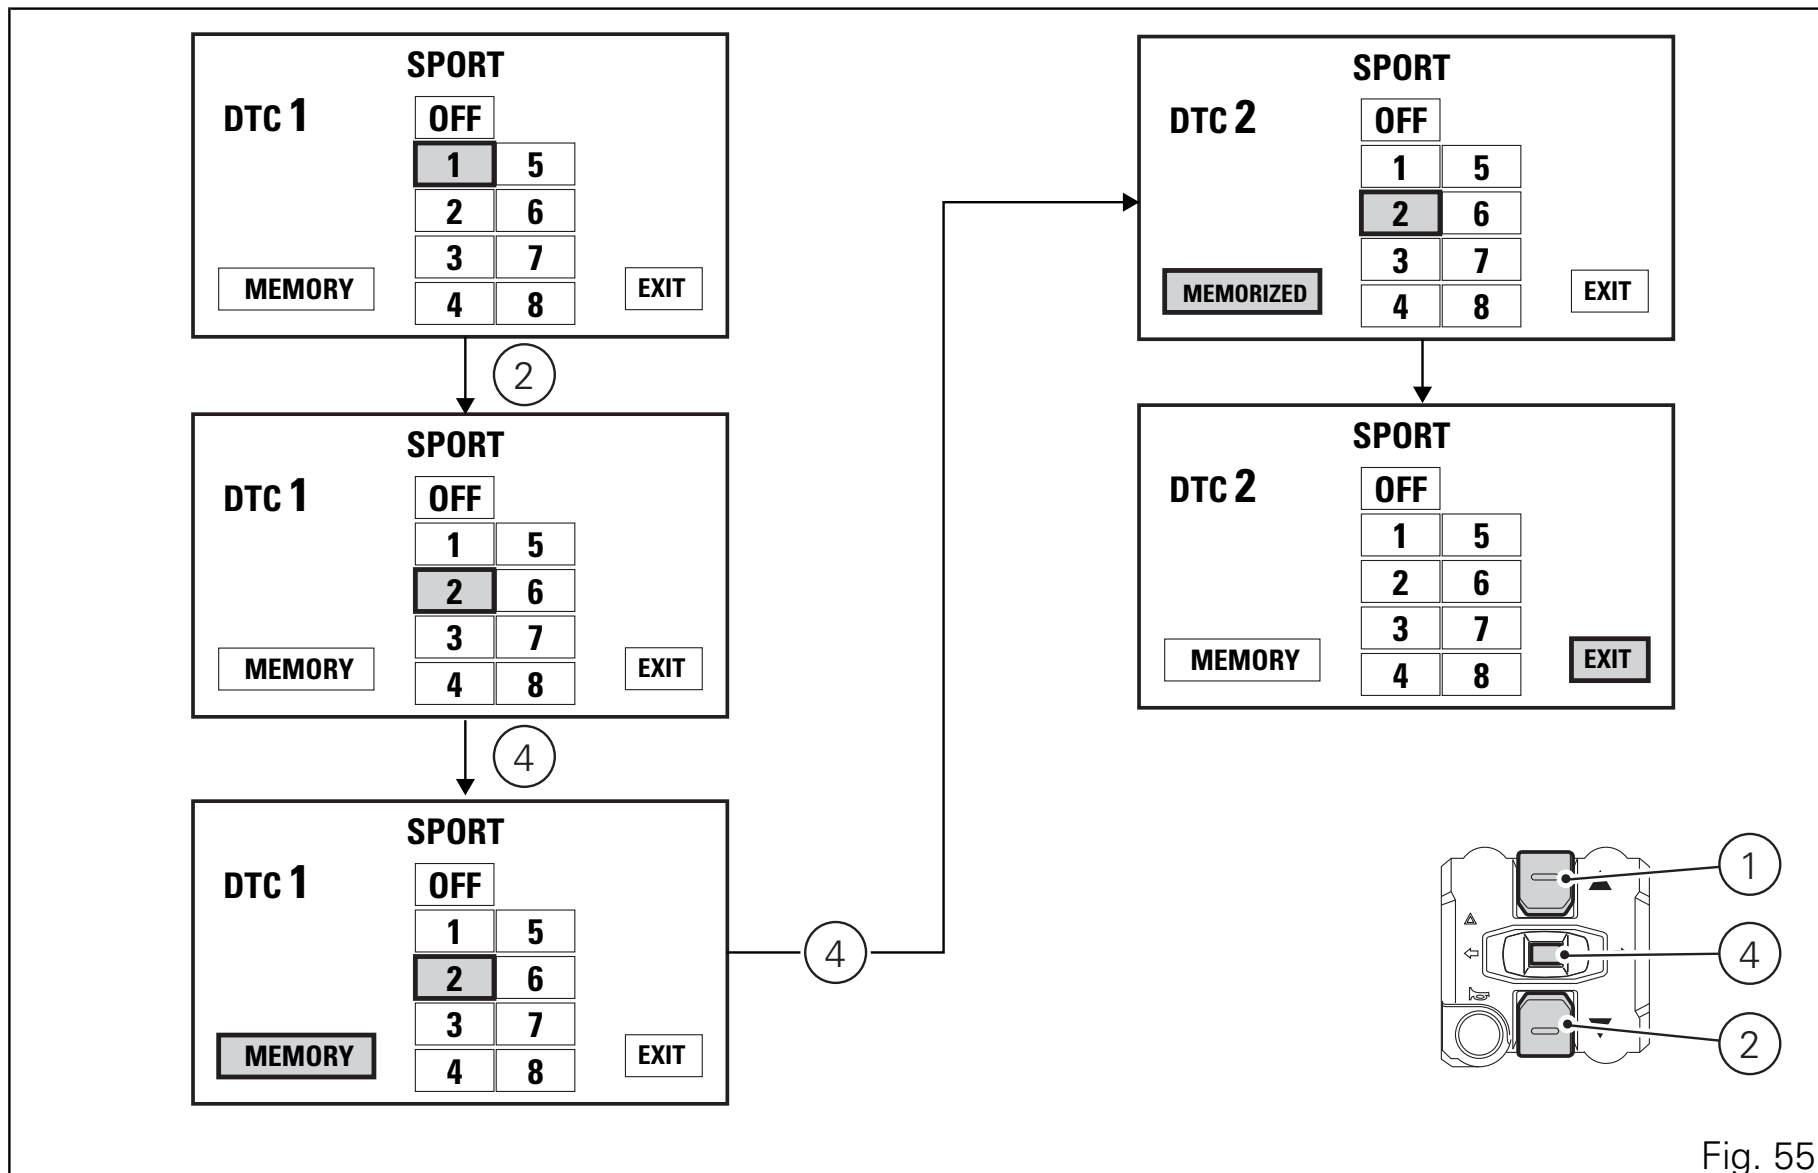 SPORT
DTC 1
OFF
1 5
2 6
3 7
4 8
MEMORY
EXIT
2
SPORT
DTC 1
OFF
1 5
2 6
3 7
4 8
MEMORY
EXIT
4
SPORT
DTC 1
OFF
1 5
2 6
3 7
4 8
MEMORY
EXIT
4
SPORT
DTC 2
OFF
1 5
2 6
3 7
4 8
MEMORIZED
EXIT
SPORT
DTC 2
OFF
1 5
2 6
3 7
4 8
MEMORY
EXIT
1
4
2
Fig. 55